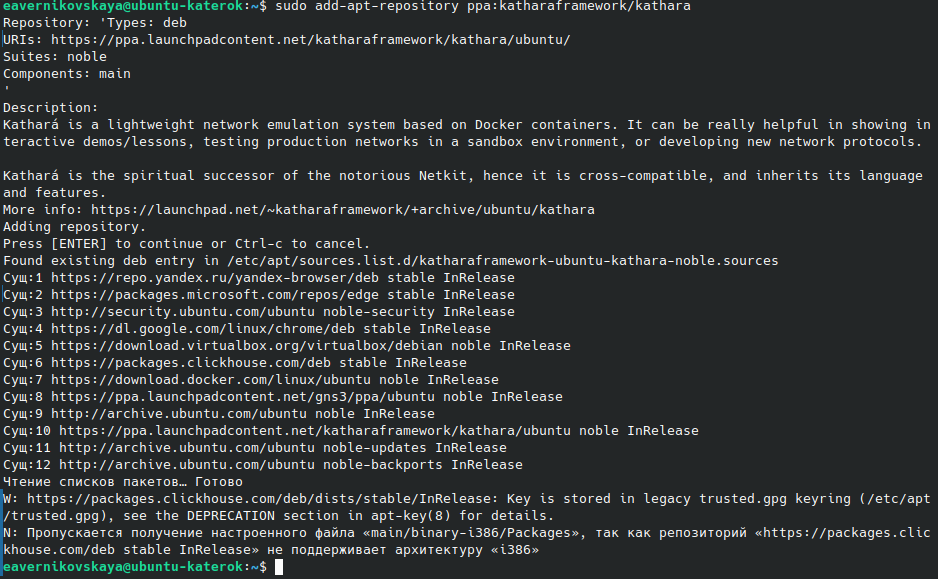 eavernikovskaya@ubuntu-katerok:~$ sudo add-apt-repository ppa:katharaframework/kathara
Repository: 'Types: deb
URIs: https://ppa.launchpadcontent.net/katharaframework/kathara/ubuntu/
Suites: noble
Components: main
'
Description:
Kathará is a lightweight network emulation system based on Docker containers. It can be really helpful in showing in
teractive demos/lessons, testing production networks in a sandbox environment, or developing new network protocols.
Kathará is the spiritual successor of the notorious Netkit, hence it is cross-compatible, and inherits its language
and features.
More info: https://launchpad.net/~katharaframework/+archive/ubuntu/kathara
Adding repository.
Press [ENTER] to continue or Ctrl-c to cancel.
Found existing deb entry in /etc/apt/sources.list.d/katharaframework-ubuntu-kathara-noble.sources
Сущ:1 https://repo.yandex.ru/yandex-browser/deb stable InRelease
Сущ:2 https://packages.microsoft.com/repos/edge stable InRelease
Сущ:3 http://security.ubuntu.com/ubuntu noble-security InRelease
Сущ:4 https://dl.google.com/linux/chrome/deb stable InRelease
Сущ:5 https://download.virtualbox.org/virtualbox/debian noble InRelease
Сущ:6 https://packages.clickhouse.com/deb stable InRelease
Сущ:7 https://download.docker.com/linux/ubuntu noble InRelease
Сущ:8 https://ppa.launchpadcontent.net/gns3/ppa/ubuntu noble InRelease
Сущ:9 http://archive.ubuntu.com/ubuntu noble InRelease
Сущ:10 https://ppa.launchpadcontent.net/katharaframework/kathara/ubuntu noble InRelease
Сущ:11 http://archive.ubuntu.com/ubuntu noble-updates InRelease
Сущ:12 http://archive.ubuntu.com/ubuntu noble-backports InRelease
Чтение списков пакетов… Готово
W: https://packages.clickhouse.com/deb/dists/stable/InRelease: Key is stored in legacy trusted.gpg keyring (/etc/apt
/trusted.gpg), see the DEPRECATION section in apt-key(8) for details.
N: Пропускается получение настроенного файла «main/binary-i386/Packages», так как репозиторий «https://packages.clic
khouse.com/deb stable InRelease» не поддерживает архитектуру «i386»
eavernikovskaya@ubuntu-katerok:~$